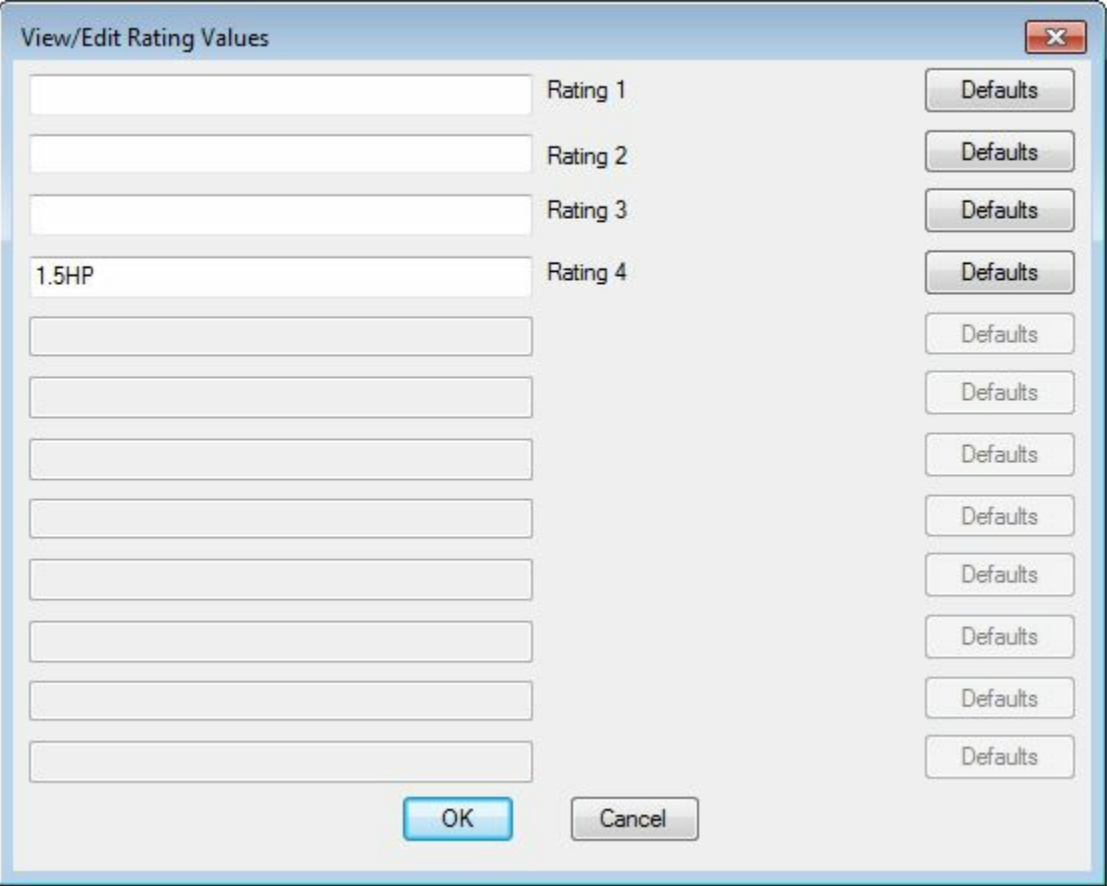 View/Edit Rating Values
Rating 1 Defaults
Rating 2 Defaults
Rating 3 Defaults
1.5HP Rating 4 Defaults
Defaults
Defaults
Defaults
Defaults
Defaults
Defaults
Defaults
Defaults
OK Cancel